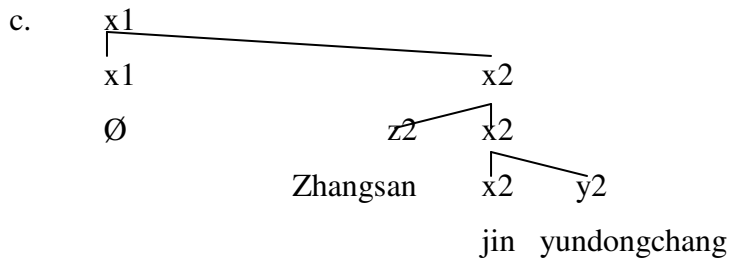 c. x1
x1 x2
Ø z2 x2
Zhangsan x2 y2
jin yundongchang